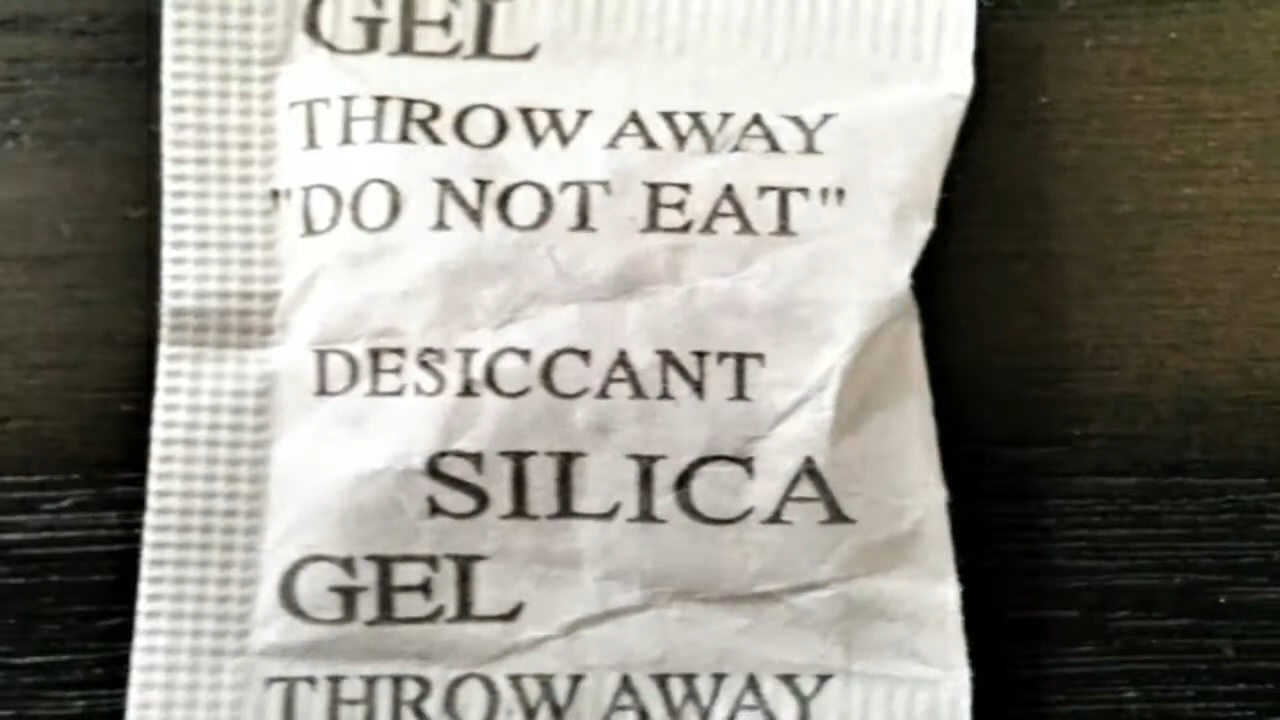 GEL
THROW AWAY
"DO NOT EAT"
DESICCANT
SILICA
GEL
THROW AWAY